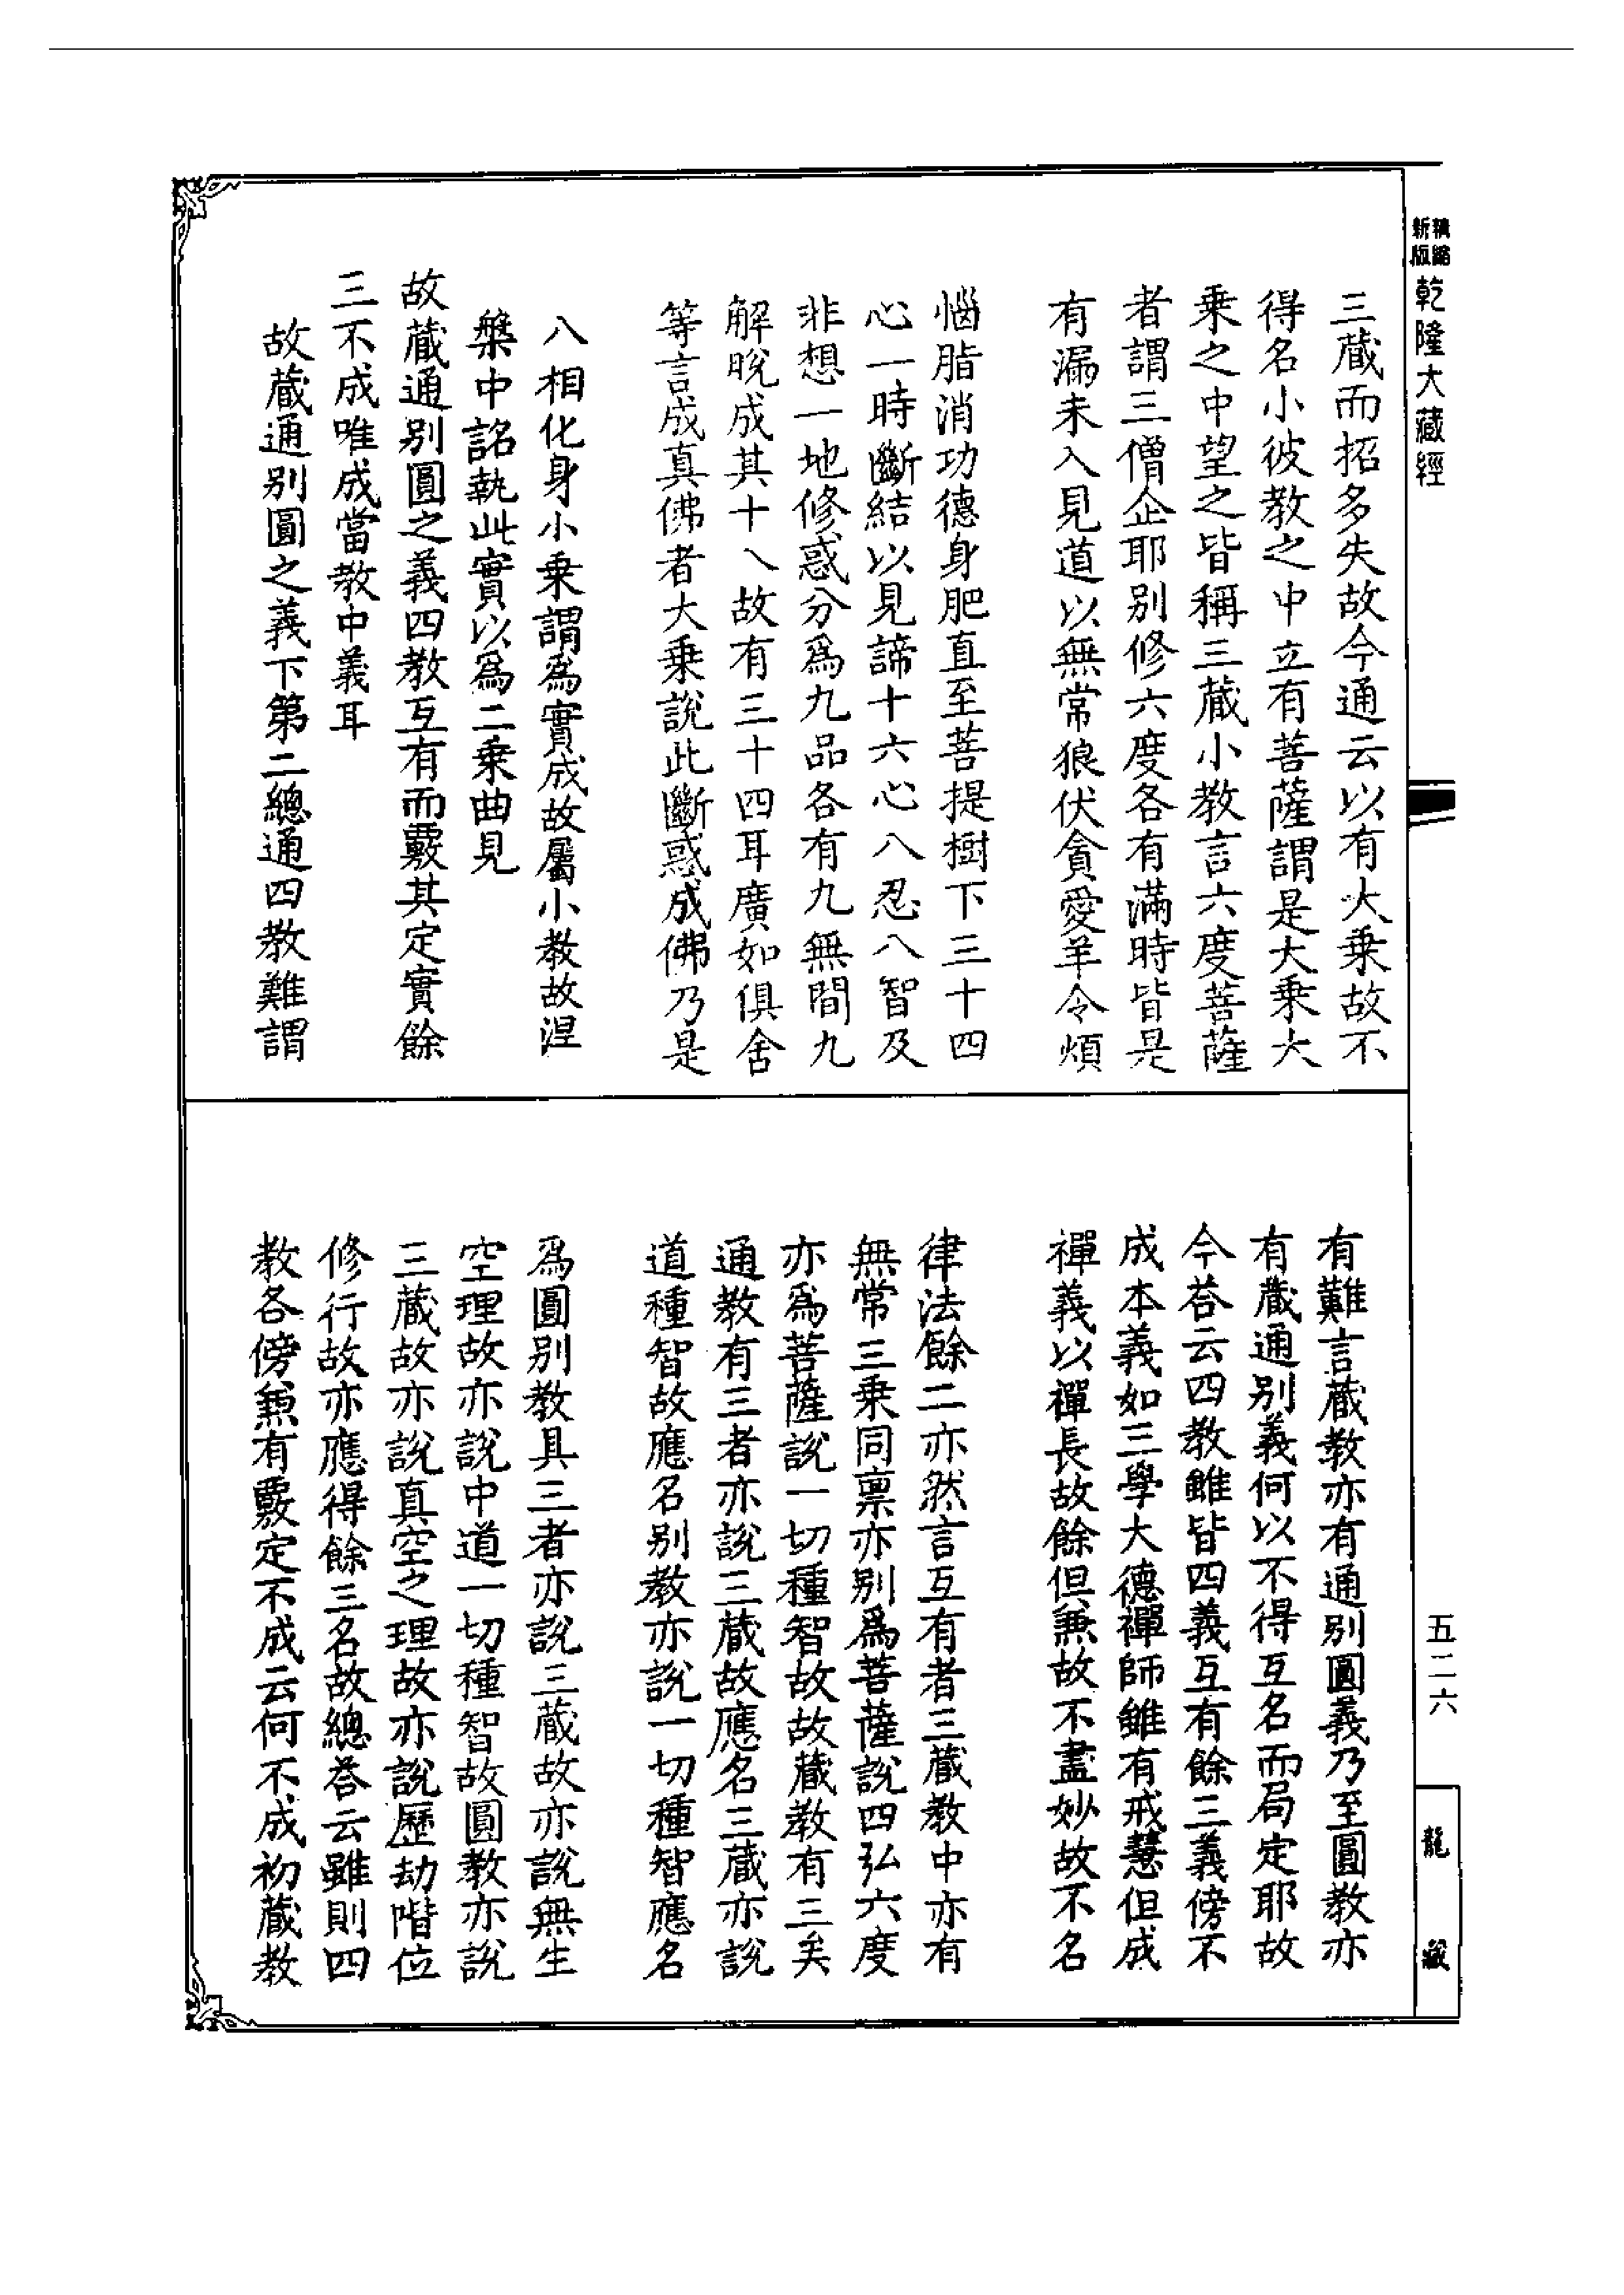 精縮新版
乾隆大藏經
三藏而招多失故今通云以有大乗故不
得名小彼教之中立有菩薩謂是大乗大
乗之中望之皆稱三藏小教言六度菩薩
者謂三僧企耶別修六度各有滿時皆是
有漏未入見道以無常狼伏貪愛羊令煩
惱脂消功德身肥直至菩提樹下三十四
心一時斷結以見諦十六心八忍八智及
非想一地修惑分爲九品各有九無間九
解脫成其十八故有三十四耳廣如俱舍
等言成真佛者大乗說此斷惑成佛乃是
八相化身小乗謂爲實成故屬小教故涅
槃中詺執此實以爲二乗曲見
故藏通別圓之義四教互有而覈其定實餘
三不成唯成當教中義耳
故藏通別圓之義下第二總通四教難謂
有難言藏教亦有通別圓義乃至圓教亦
有藏通別義何以不得互名而局定耶故
今荅云四教雖皆四義互有餘三義傍不
成本義如三學大德禪師雖有戒慧但成
禪義以禪長故餘但𠔥故不盡妙故不名
律法餘二亦然言互有者三藏教中亦有
無常三乗同禀亦別爲菩薩說四弘六度
亦爲菩薩說一切種智故故藏教有三矣
通教有三者亦說三藏故應名三藏亦說
道種智故應名別教亦說一切種智應名
爲圓別教具三者亦說三藏故亦說無生
空理故亦說中道一切種智故圓教亦說
三藏故亦說真空之理故亦說歷劫階位
修行故亦應得餘三名故總荅云雖則四
教各傍𠔥有覈定不成云何不成初藏教
五二六
龍藏